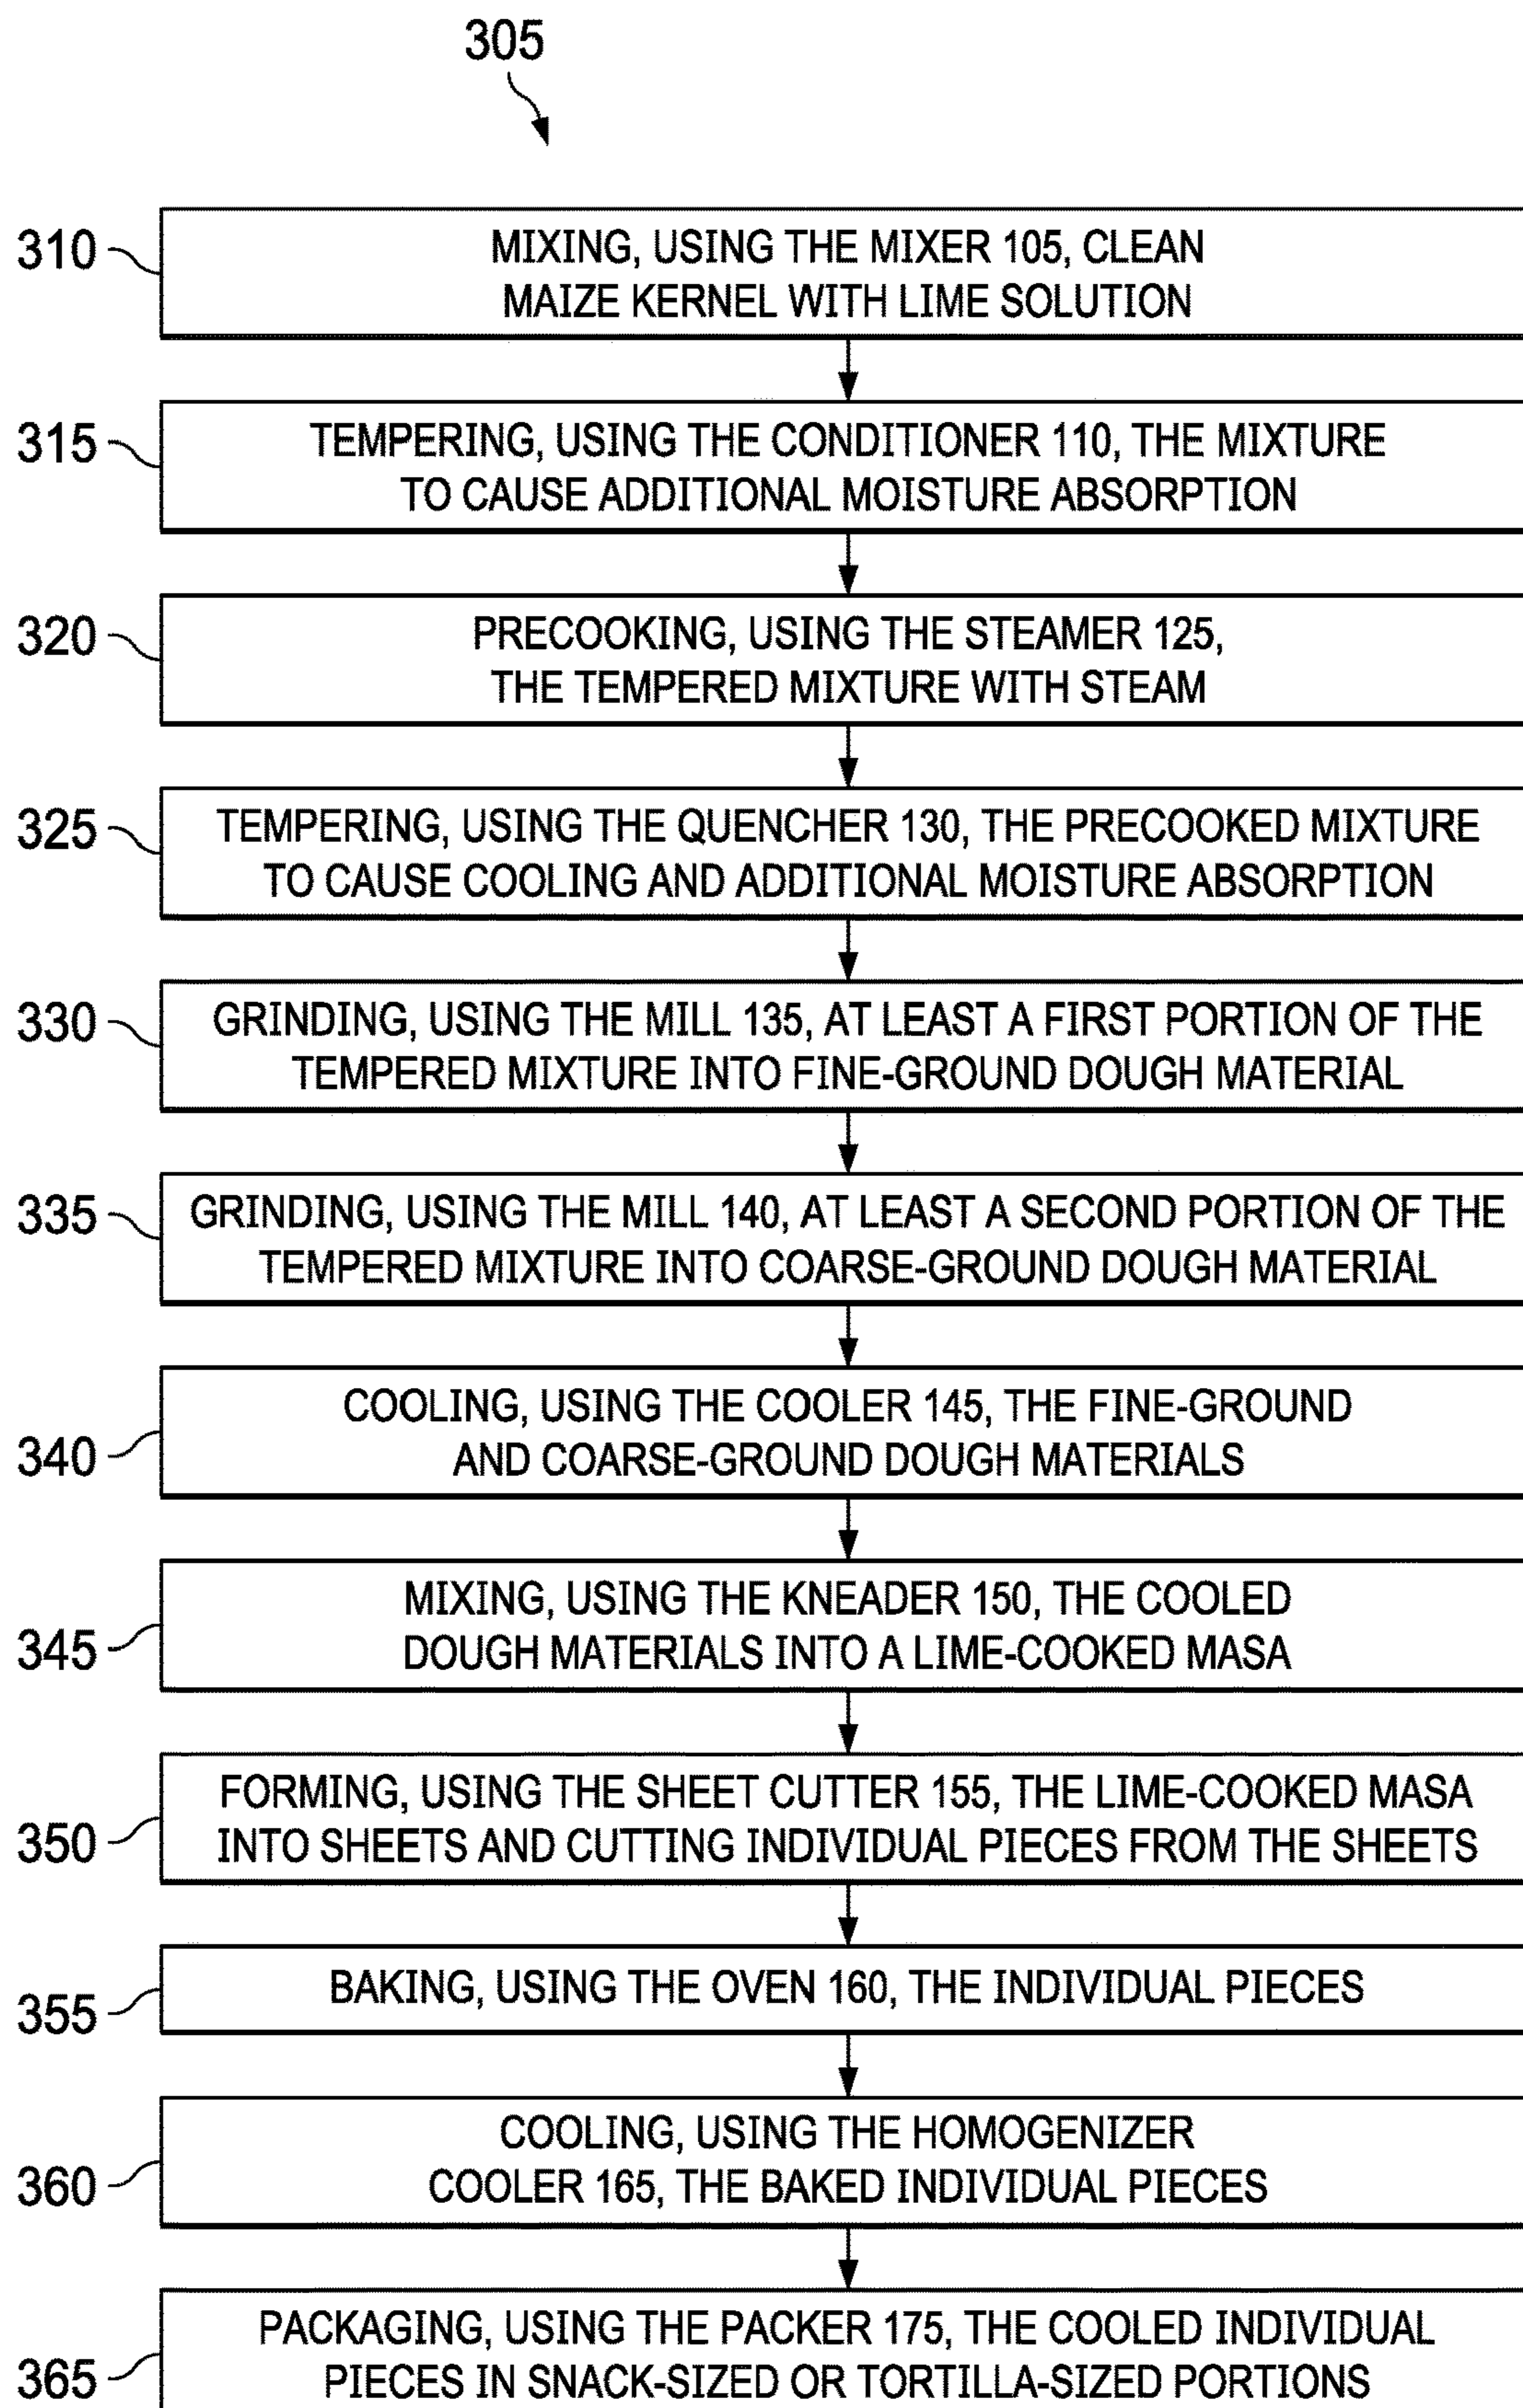 305
310
MIXING, USING THE MIXER 105, CLEAN
MAIZE KERNEL WITH LIME SOLUTION
315
TEMPERING, USING THE CONDITIONER 110, THE MIXTURE
TO CAUSE ADDITIONAL MOISTURE ABSORPTION
320
PRECOOKING, USING THE STEAMER 125,
THE TEMPERED MIXTURE WITH STEAM
325
TEMPERING, USING THE QUENCHER 130, THE PRECOOKED MIXTURE
TO CAUSE COOLING AND ADDITIONAL MOISTURE ABSORPTION
330
GRINDING, USING THE MILL 135, AT LEAST A FIRST PORTION OF THE
TEMPERED MIXTURE INTO FINE-GROUND DOUGH MATERIAL
335
GRINDING, USING THE MILL 140, AT LEAST A SECOND PORTION OF THE
TEMPERED MIXTURE INTO COARSE-GROUND DOUGH MATERIAL
340
COOLING, USING THE COOLER 145, THE FINE-GROUND
AND COARSE-GROUND DOUGH MATERIALS
345
MIXING, USING THE KNEADER 150, THE COOLED
DOUGH MATERIALS INTO A LIME-COOKED MASA
350
FORMING, USING THE SHEET CUTTER 155, THE LIME-COOKED MASA
INTO SHEETS AND CUTTING INDIVIDUAL PIECES FROM THE SHEETS
355
BAKING, USING THE OVEN 160, THE INDIVIDUAL PIECES
360
COOLING, USING THE HOMOGENIZER
COOLER 165, THE BAKED INDIVIDUAL PIECES
365
PACKAGING, USING THE PACKER 175, THE COOLED INDIVIDUAL
PIECES IN SNACK-SIZED OR TORTILLA-SIZED PORTIONS